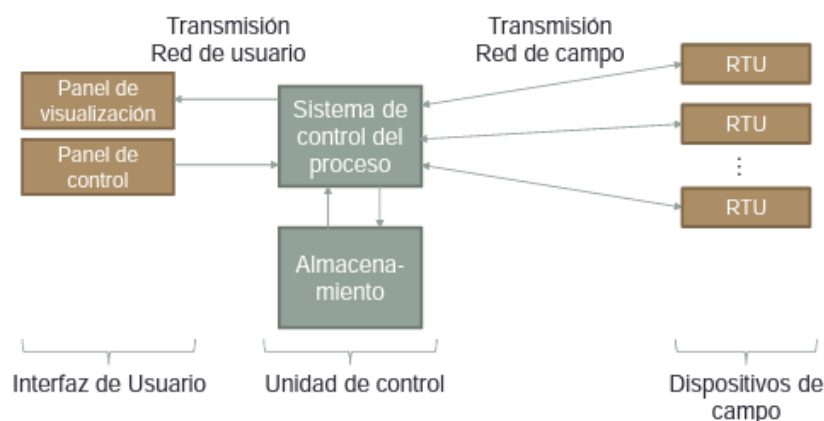 Transmisión
Red de usuario
Transmisión
Red de campo
Panel de
visualización
Panel de
control
Sistema de
control del
proceso
Almacena-
miento
RTU
RTU
⋮
RTU
Interfaz de Usuario
Unidad de control
Dispositivos de
campo